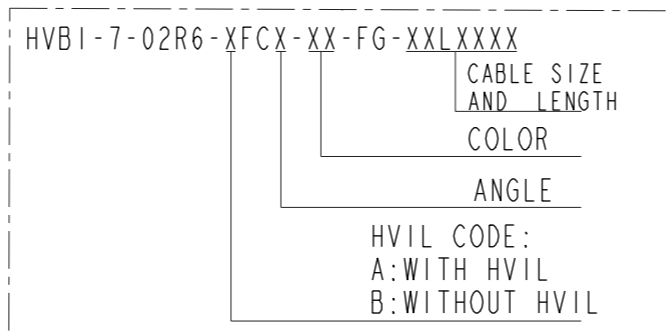 HVBI-7-02R6-XFCX-XX-FG-XXLXXXX
CABLE SIZE
AND LENGTH
COLOR
ANGLE
HVIL CODE:
A:WITH HVIL
B:WITHOUT HVIL